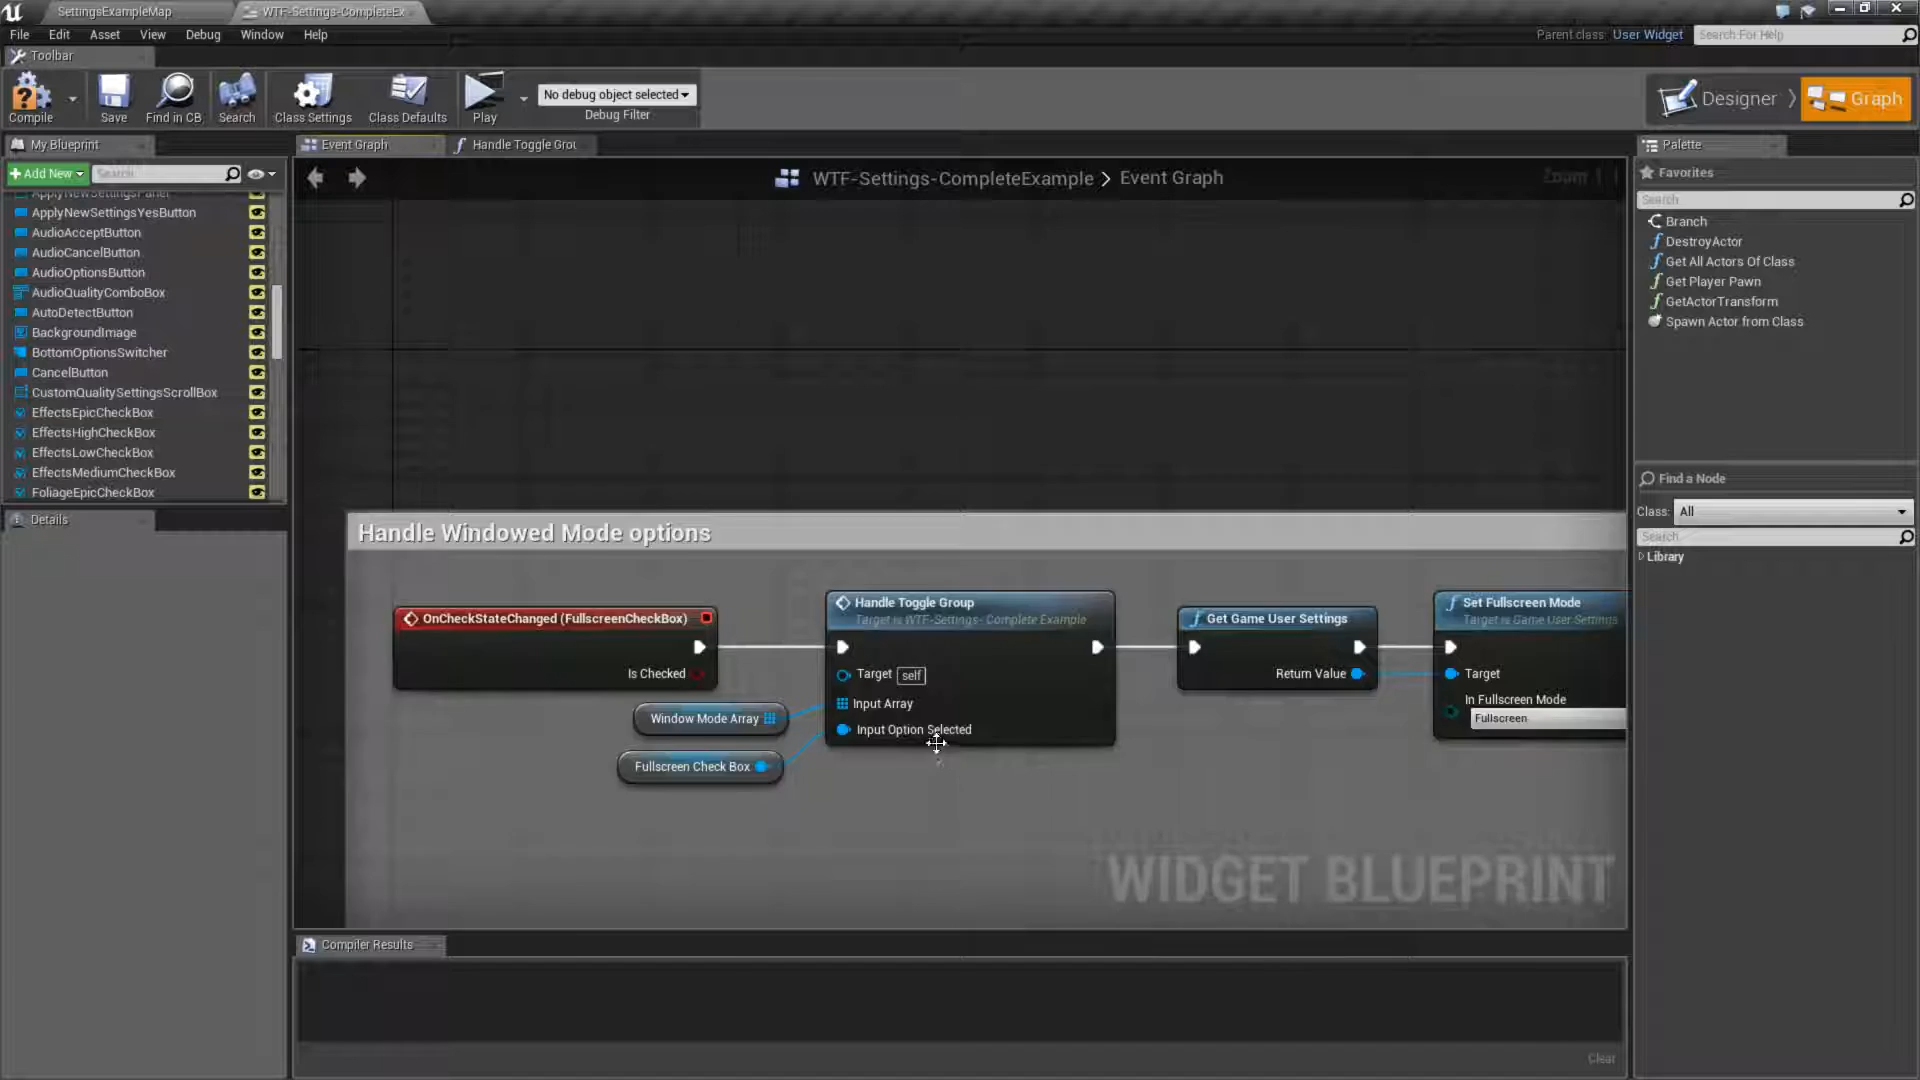 SettingsExampleMap
WTF-Settings-CompleteEx
File Edit Asset View Debug Window Help
Parent class: User Widget
Search For Help
Toolbar
Compile
Save
Find in CB
Search
Class Settings
Class Defaults
Play
No debug object selected
Debug Filter
Designer
Graph
My Blueprint
Add New
Search
ApplyNewSettingsPanel
ApplyNewSettingsYesButton
AudioAcceptButton
AudioCancelButton
AudioOptionsButton
AudioQualityComboBox
AutoDetectButton
BackgroundImage
BottomOptionsSwitcher
CancelButton
CustomQualitySettingsScrollBox
EffectsEpicCheckBox
EffectsHighCheckBox
EffectsLowCheckBox
EffectsMediumCheckBox
FoliageEpicCheckBox
Details
Event Graph
Handle Toggle Grou
WTF-Settings-CompleteExample > Event Graph
Zoom
Handle Windowed Mode options
OnCheckStateChanged (FullscreenCheckBox)
Is Checked
Window Mode Array
Fullscreen Check Box
Handle Toggle Group
Target is WTF-Settings- Complete Example
Target self
Input Array
Input Option Selected
Get Game User Settings
Return Value
Set Fullscreen Mode
Target is Game User Settings
Target
In Fullscreen Mode
Fullscreen
WIDGET BLUEPRINT
Compiler Results
Clear
Palette
Favorites
Search
Branch
DestroyActor
Get All Actors Of Class
Get Player Pawn
GetActorTransform
Spawn Actor from Class
Find a Node
Class: All
Search
Library